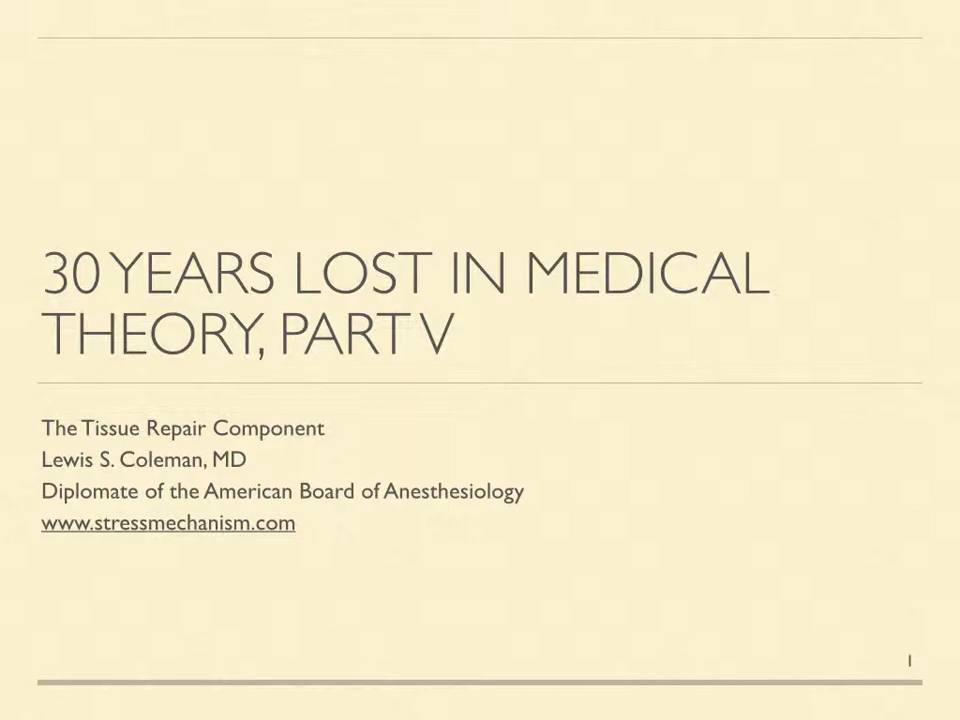 30 YEARS LOST IN MEDICAL
THEORY, PART V
The Tissue Repair Component
Lewis S. Coleman, MD
Diplomate of the American Board of Anesthesiology
www.stressmechanism.com
1